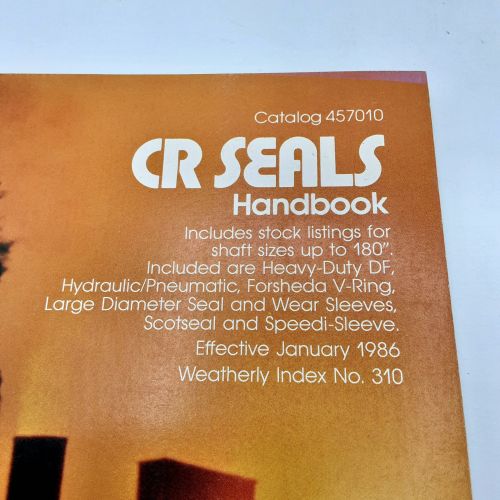 Catalog 457010
CR SEALS
Handbook
Includes stock listings for
shaft sizes up to 180".
Included are Heavy-Duty DF,
Hydraulic/Pneumatic, Forsheda V-Ring,
Large Diameter Seal and Wear Sleeves,
Scotseal and Speedi-Sleeve.
Effective January 1986
Weatherly Index No. 310